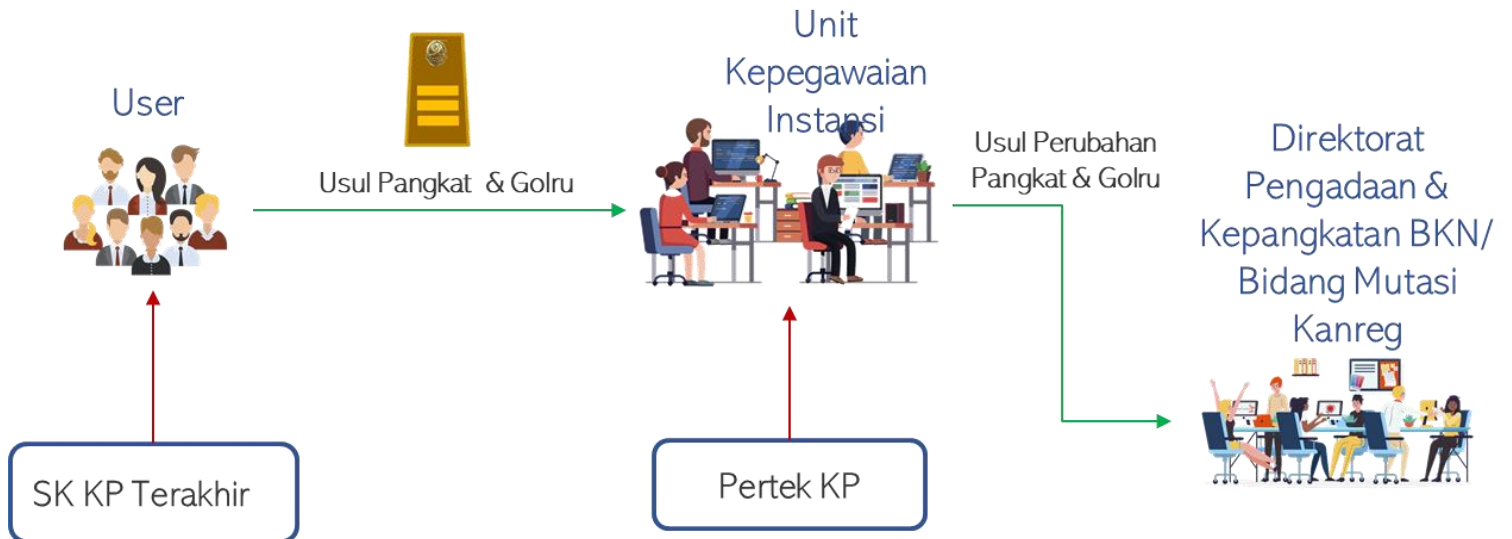 User
Usul Pangkat & Golru
Unit
Kepegawaian
Instansi
Usul Perubahan
Pangkat & Golru
Direktorat
Pengadaan &
Kepangkatan BKN/
Bidang Mutasi
Kanreg
SK KP Terakhir
Pertek KP